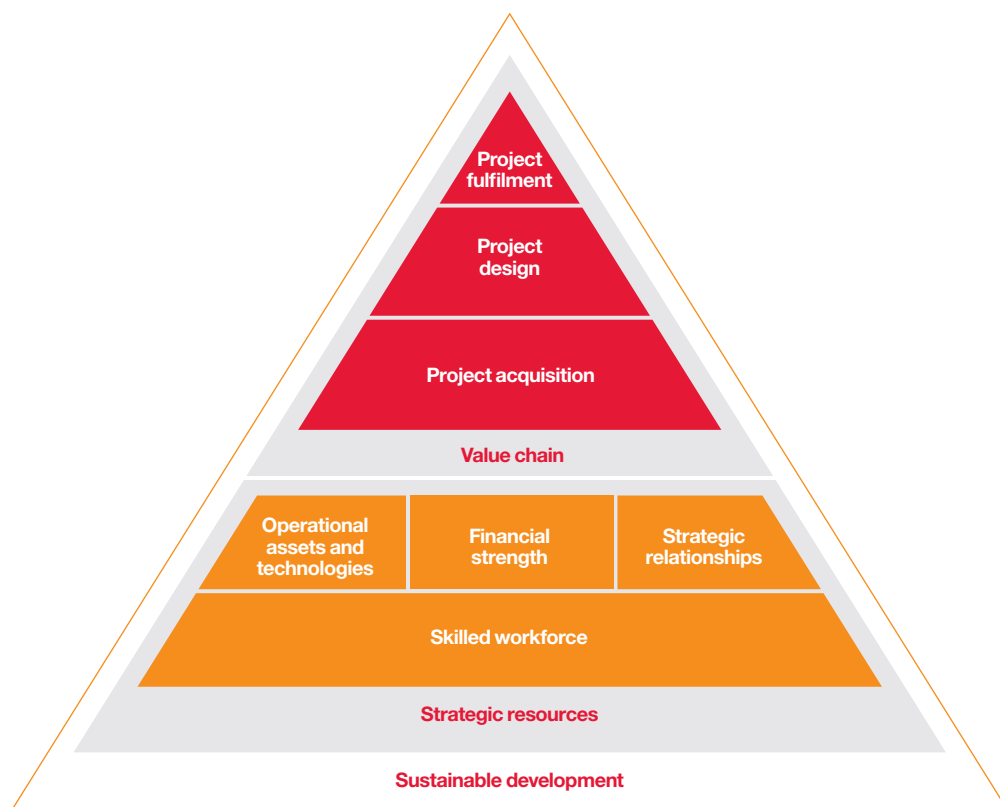 Project
fulfilment
Project
design
Project acquisition
Value chain
Operational
assets and
technologies
Financial
strength
Strategic
relationships
Skilled workforce
Strategic resources
Sustainable development